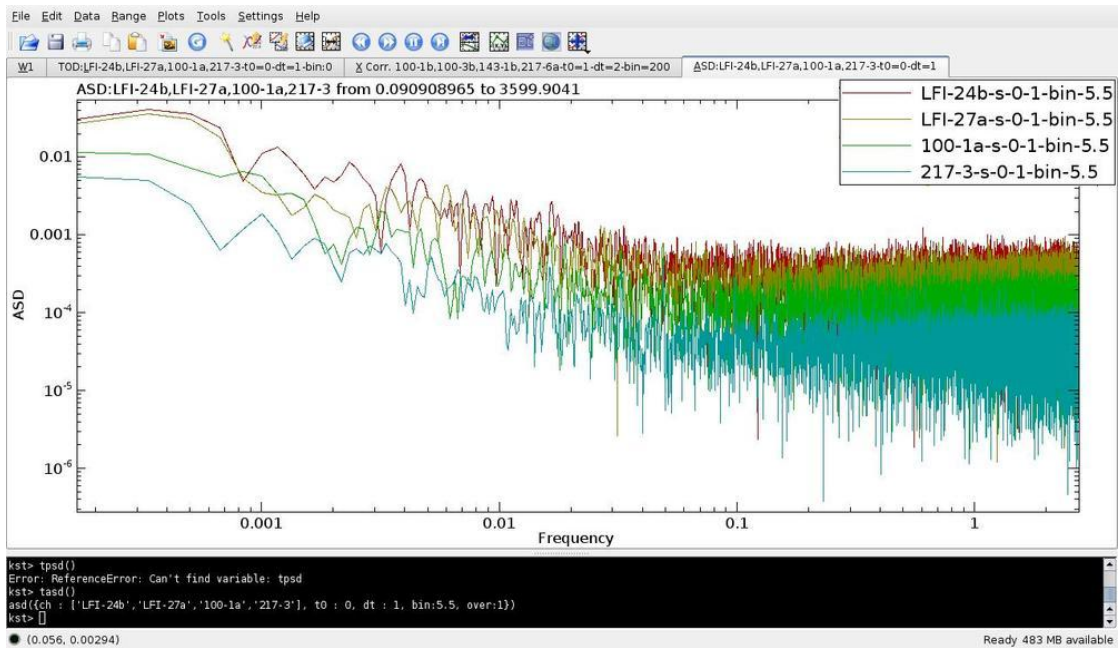 File Edit Data Range Plots Tools Settings Help
W1 TOD:LFI-24b,LFI-27a,100-1a,217-3-t0=0-dt=1-bin:0 X Corr. 100-1b,100-3b,143-1b,217-6a-t0=1-dt=2-bin=200 ASD:LFI-24b,LFI-27a,100-1a,217-3-t0=0-dt=1
ASD:LFI-24b,LFI-27a,100-1a,217-3 from 0.090908965 to 3599.9041
LFI-24b-s-0-1-bin-5.5
LFI-27a-s-0-1-bin-5.5
100-1a-s-0-1-bin-5.5
217-3-s-0-1-bin-5.5
ASD
0.01
0.001
10⁻⁴
10⁻⁵
10⁻⁶
0.001 0.01 0.1 1
Frequency
kst> tpsd()
Error: ReferenceError: Can't find variable: tpsd
kst> tasd()
asd({ch : ['LFI-24b','LFI-27a','100-1a','217-3'], t0 : 0, dt : 1, bin:5.5, over:1})
kst>
(0.056, 0.00294) Ready 483 MB available